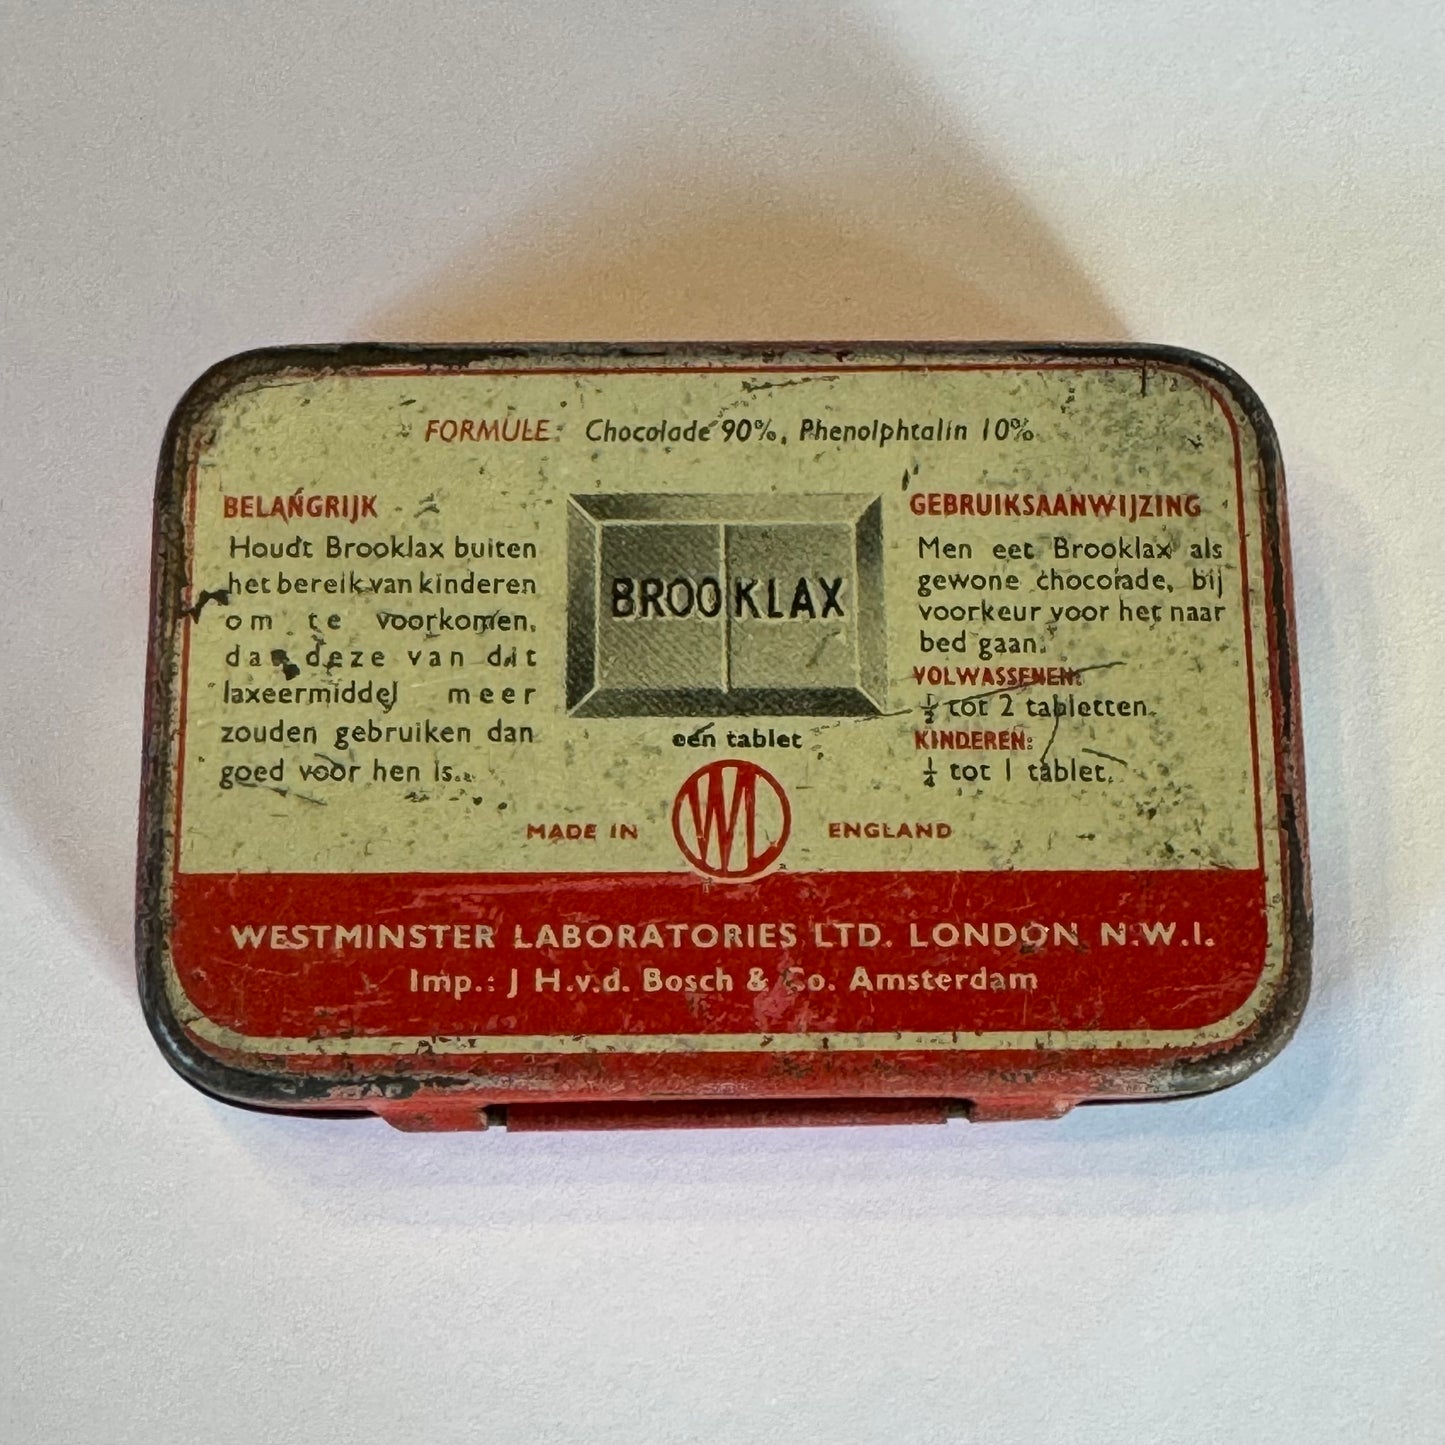 FORMULE: Chocolade 90%, Phenolphtalin 10%
BELANGRIJK
Houdt Brooklax buiten
het bereik van kinderen
om te voorkomen,
dat deze van dit
laxeermiddel meer
zouden gebruiken dan
goed voor hen is.
BROOKLAX
één tablet
GEBRUIKSAANWIJZING
Men eet Brooklax als
gewone chocolade, bij
voorkeur voor het naar
bed gaan.
VOLWASSENEN:
½ tot 2 tabletten.
KINDEREN:
¼ tot 1 tablet.
MADE IN WL ENGLAND
WESTMINSTER LABORATORIES LTD. LONDON N.W.1.
Imp.: J H.v.d. Bosch & Co. Amsterdam